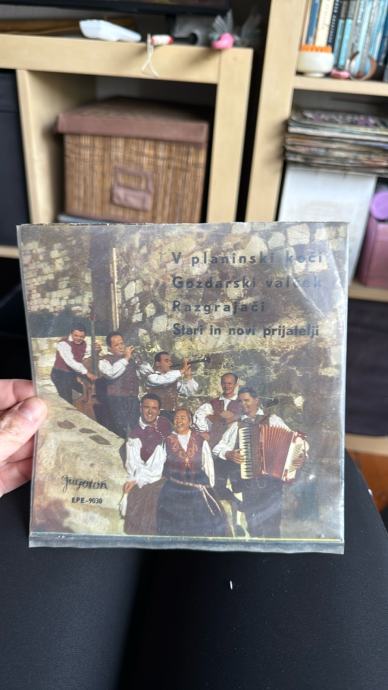 V planinski koči
Gozdarski valček
Razgrajači
Stari in novi prijatelji
Jugoton
EPE-9030